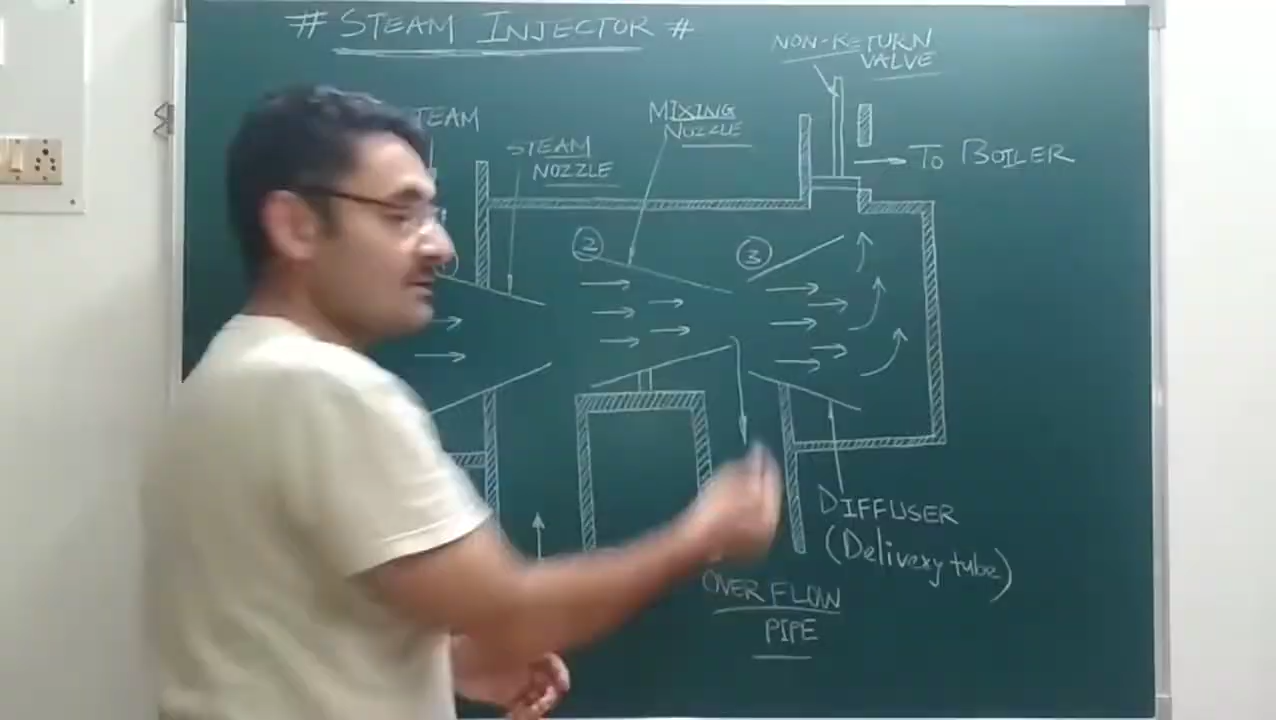 # STEAM INJECTOR #
NON-RETURN
VALVE
STEAM
MIXING
NOZZLE
STEAM
NOZZLE
TO BOILER
2
3
DIFFUSER
(Delivery tube)
OVER FLOW
PIPE